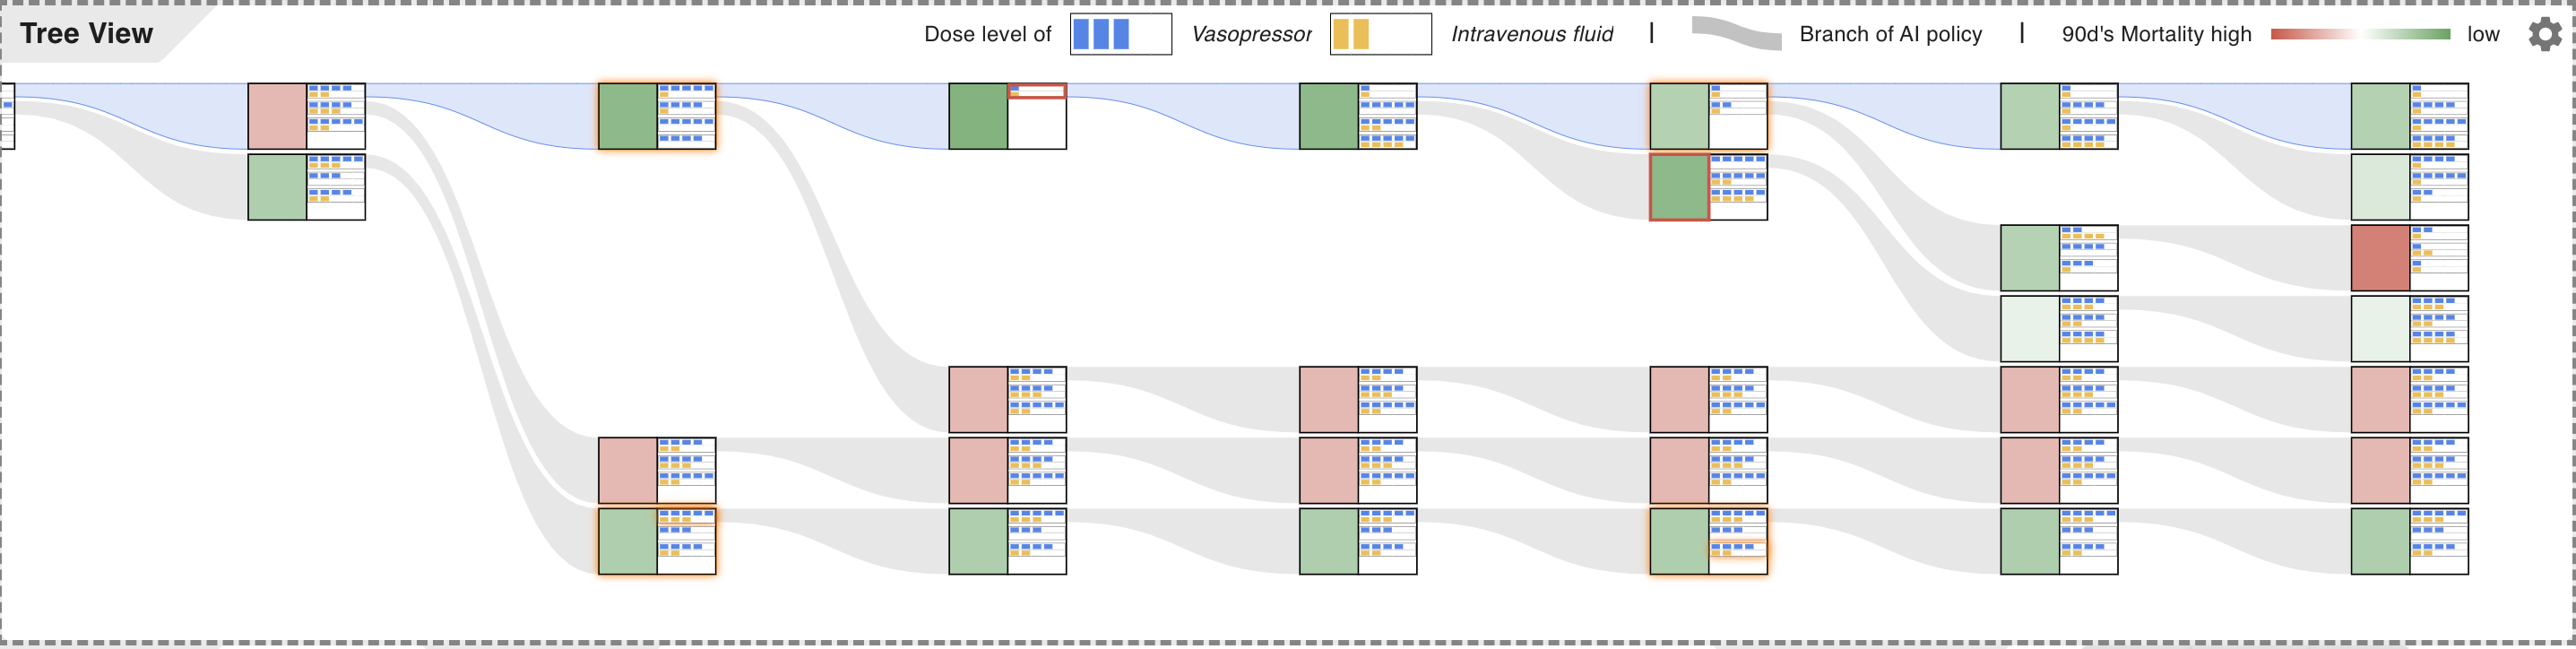 Tree View
Dose level of Vasopressor Intravenous fluid | Branch of AI policy | 90d's Mortality high low